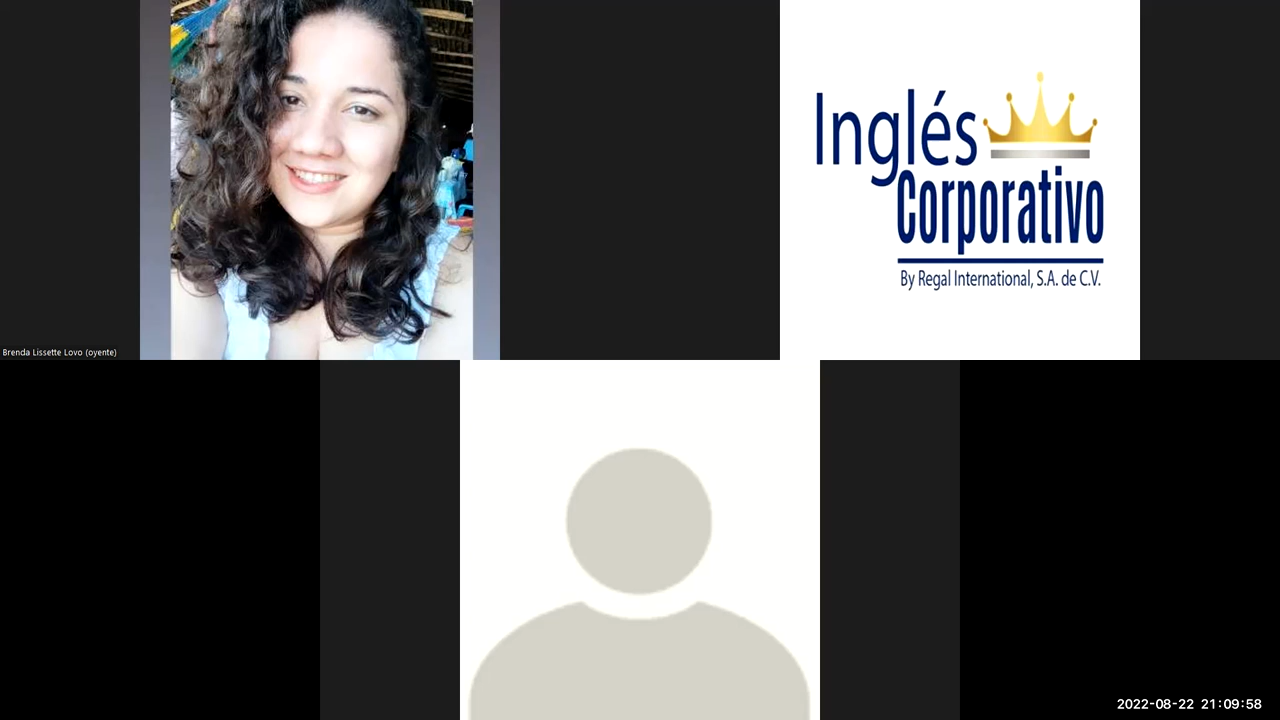 Inglés
Corporativo
By Regal International, S.A. de C.V.
Brenda Lissette Lovo (oyente)
2022-08-22 21:09:58